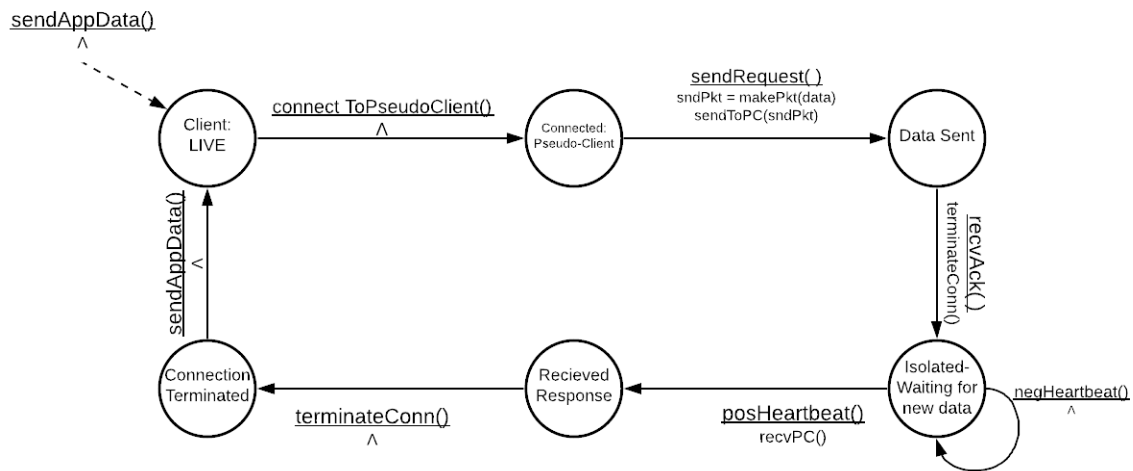 sendAppData()
Λ
Client:
LIVE
connect ToPseudoClient()
Λ
Connected:
Pseudo-Client
sendRequest( )
sndPkt = makePkt(data)
sendToPC(sndPkt)
Data Sent
recvAck( )
terminateConn()
Isolated-
Waiting for
new data
negHeartbeat()
Λ
posHeartbeat()
recvPC()
Recieved
Response
terminateConn()
Λ
Connection
Terminated
sendAppData()
Λ